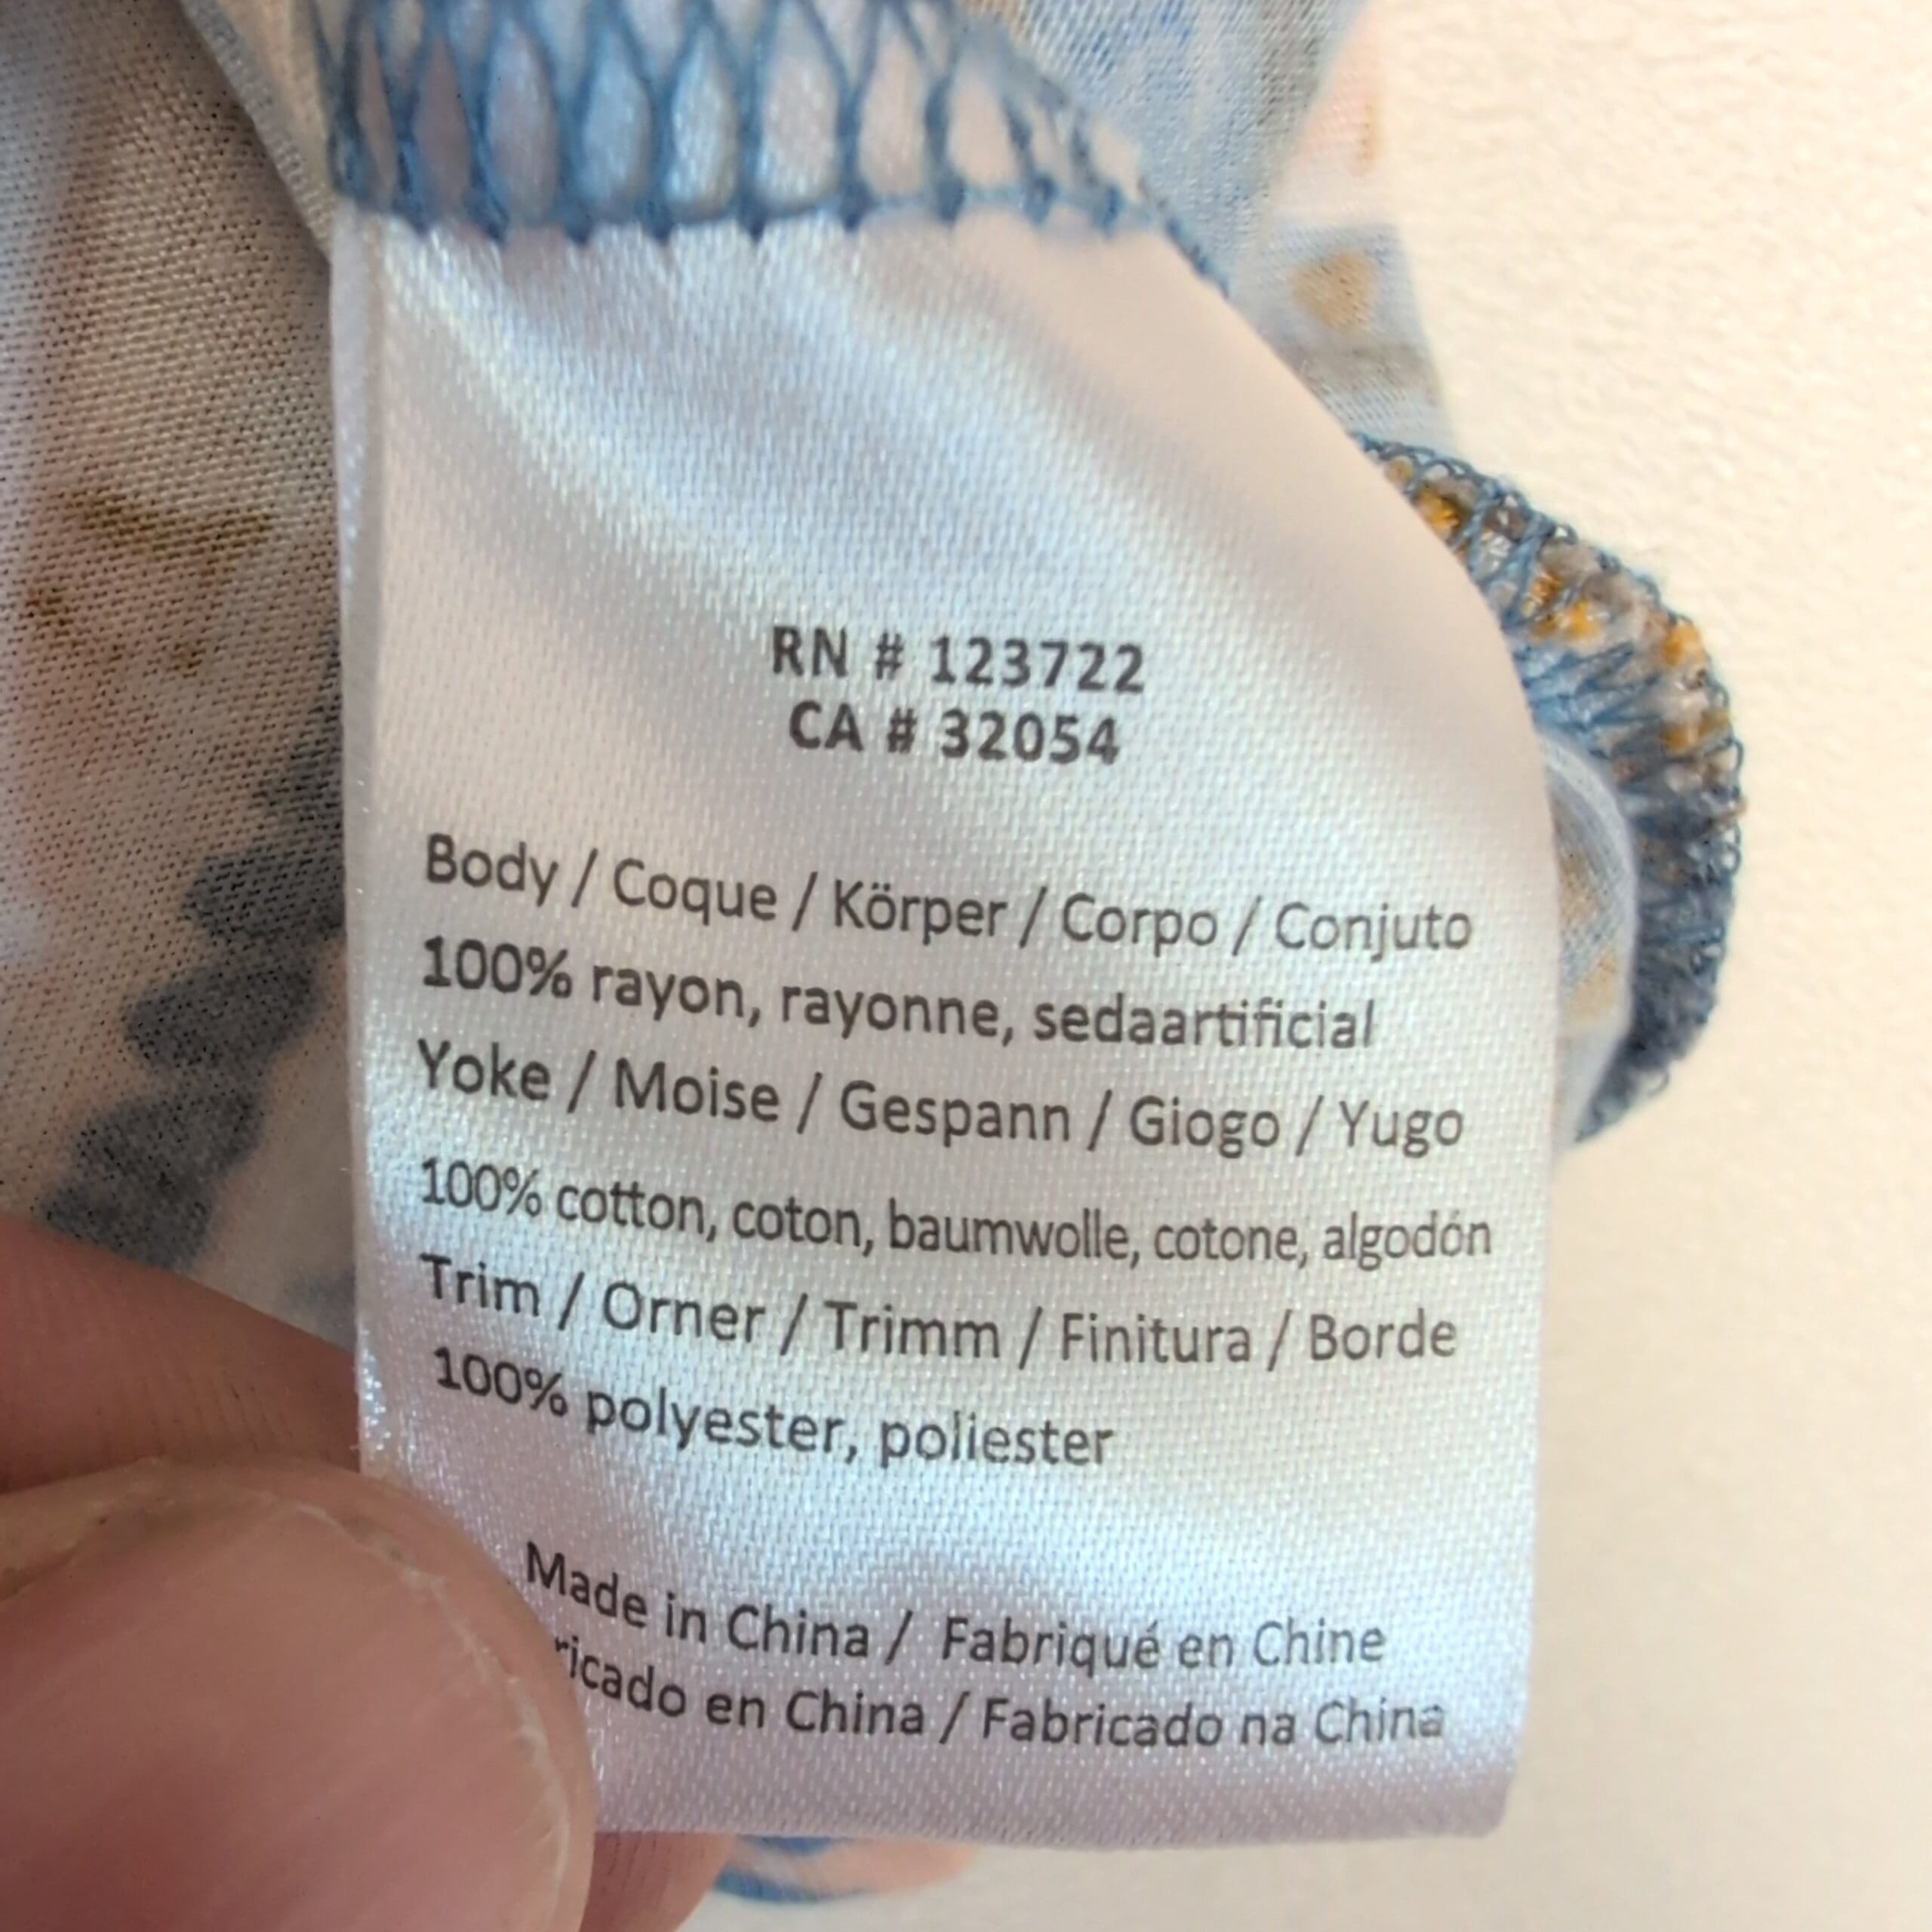 RN # 123722
CA # 32054
Body / Coque / Körper / Corpo / Conjuto
100% rayon, rayonne, sedaartificial
Yoke / Moise / Gespann / Giogo / Yugo
100% cotton, coton, baumwolle, cotone, algodón
Trim / Orner / Trimm / Finitura / Borde
100% polyester, poliester
Made in China / Fabriqué en Chine
en China / Fabricado na China